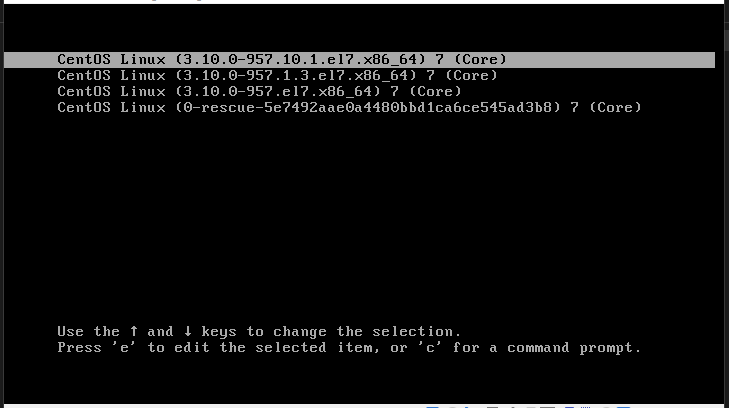 CentOS Linux (3.10.0-957.10.1.el7.x86_64) 7 (Core)
CentOS Linux (3.10.0-957.1.3.el7.x86_64) 7 (Core)
CentOS Linux (3.10.0-957.el7.x86_64) 7 (Core)
CentOS Linux (0-rescue-5e7492aae0a4480bbd1ca6ce545ad3b8) 7 (Core)
Use the ↑ and ↓ keys to change the selection.
Press 'e' to edit the selected item, or 'c' for a command prompt.